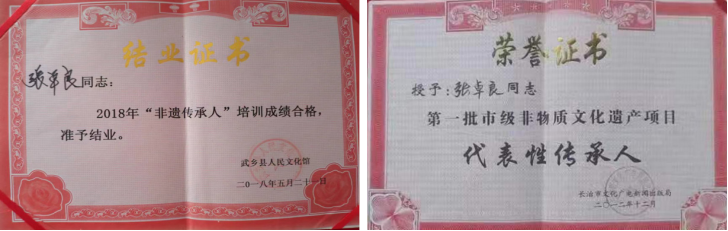 结业证书
张卓良同志：
2018年“非遗传承人”培训成绩合格，
准予结业。
武乡县人民文化馆
二〇一八年五月二十一日
荣誉证书
授予：张卓良同志
第一批市级非物质文化遗产项目
代表性传承人
长治市文化广电新闻出版局
二〇一二年十二月